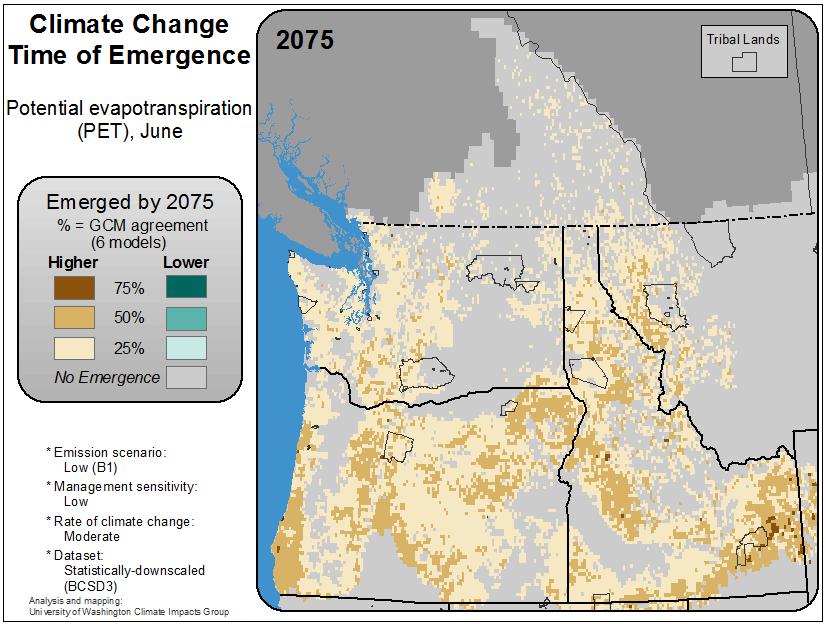 Climate Change
Time of Emergence
Potential evapotranspiration
(PET), June
Emerged by 2075
% = GCM agreement
(6 models)
Higher Lower
75%
50%
25%
No Emergence
* Emission scenario:
Low (B1)
* Management sensitivity:
Low
* Rate of climate change:
Moderate
* Dataset:
Statistically-downscaled
(BCSD3)
Analysis and mapping:
University of Washington Climate Impacts Group
2075
Tribal Lands